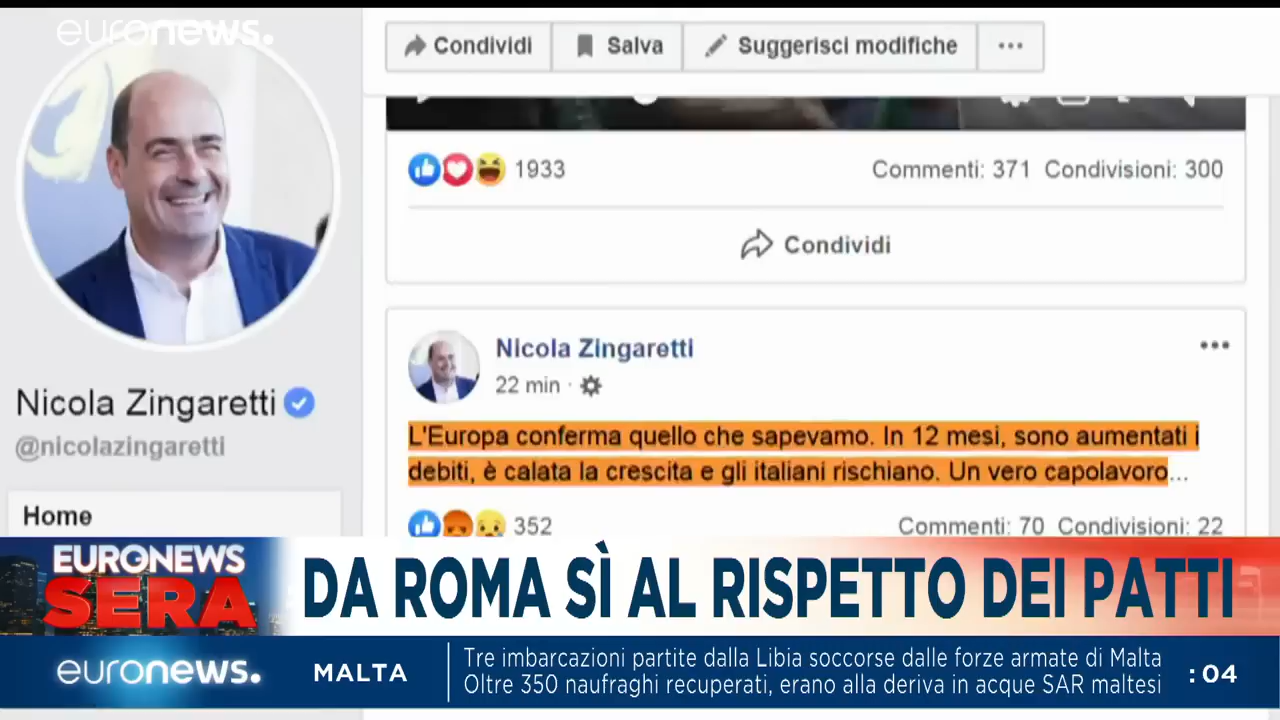 euronews.
Condividi
Salva
Suggerisci modifiche
1933
Commenti: 371 Condivisioni: 300
Condividi
Nicola Zingaretti
22 min
Nicola Zingaretti
@nicolazingaretti
L'Europa conferma quello che sapevamo. In 12 mesi, sono aumentati i
debiti, è calata la crescita e gli italiani rischiano. Un vero capolavoro...
Home
352
Commenti: 70 Condivisioni: 22
EURONEWS
SERA
DA ROMA SÌ AL RISPETTO DEI PATTI
euronews.
MALTA
Tre imbarcazioni partite dalla Libia soccorse dalle forze armate di Malta
Oltre 350 naufraghi recuperati, erano alla deriva in acque SAR maltesi
:04